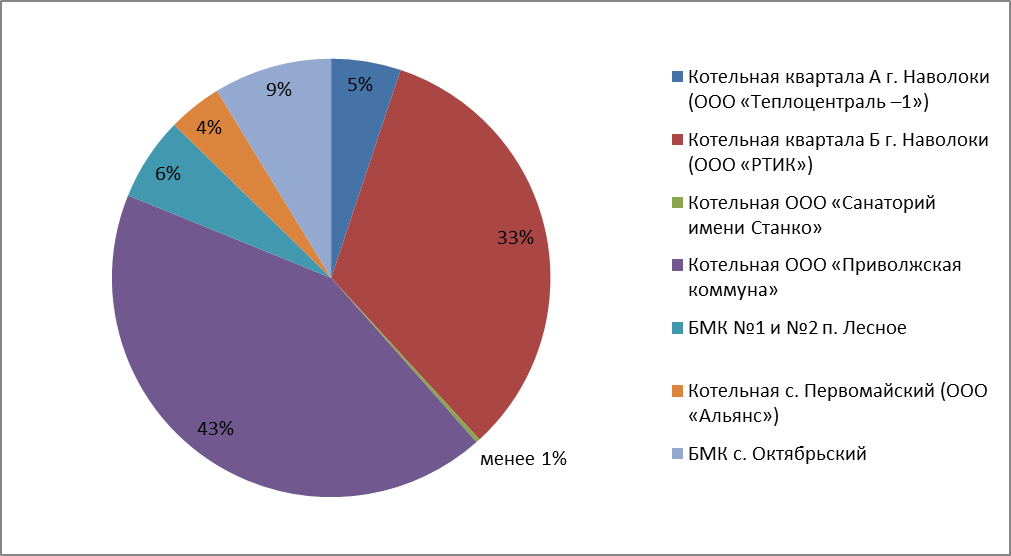 5%
33%
менее 1%
43%
6%
4%
9%
Котельная квартала А г. Наволоки
(ООО «Теплоцентраль –1»)
Котельная квартала Б г. Наволоки
(ООО «РТИК»)
Котельная ООО «Санаторий
имени Станко»
Котельная ООО «Приволжская
коммуна»
БМК №1 и №2 п. Лесное
Котельная с. Первомайский (ООО
«Альянс»)
БМК с. Октябрьский